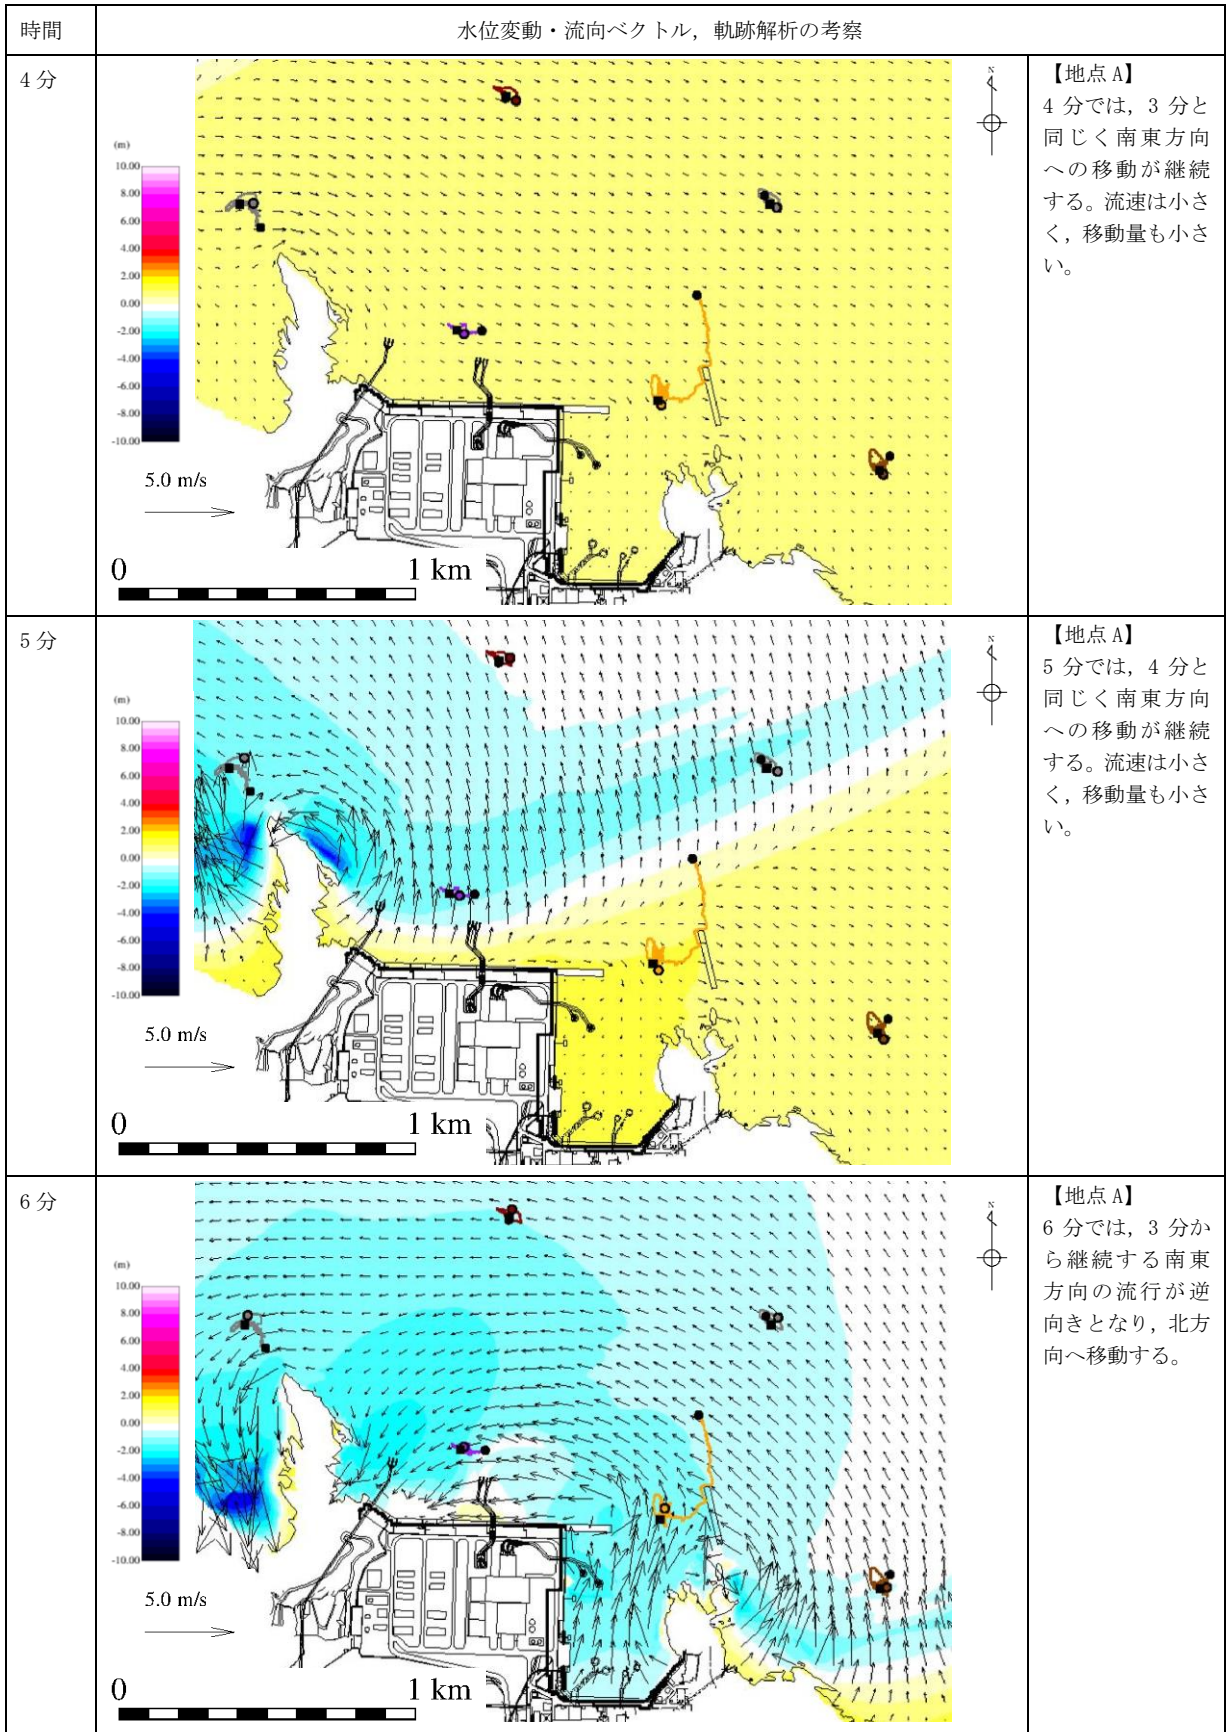 時間
水位変動・流向ベクトル，軌跡解析の考察
4分
(m)
10.00
8.00
6.00
4.00
2.00
0.00
-2.00
-4.00
-6.00
-8.00
-10.00
5.0 m/s
0
1 km
N
【地点A】
4 分では，3 分と
同じく南東方向
への移動が継続
する。流速は小さ
く，移動量も小さ
い。
5分
(m)
10.00
8.00
6.00
4.00
2.00
0.00
-2.00
-4.00
-6.00
-8.00
-10.00
5.0 m/s
0
1 km
N
【地点A】
5 分では，4 分と
同じく南東方向
への移動が継続
する。流速は小さ
く，移動量も小さ
い。
6分
(m)
10.00
8.00
6.00
4.00
2.00
0.00
-2.00
-4.00
-6.00
-8.00
-10.00
5.0 m/s
0
1 km
N
【地点A】
6 分では，3 分か
ら継続する南東
方向の流行が逆
向きとなり，北方
向へ移動する。